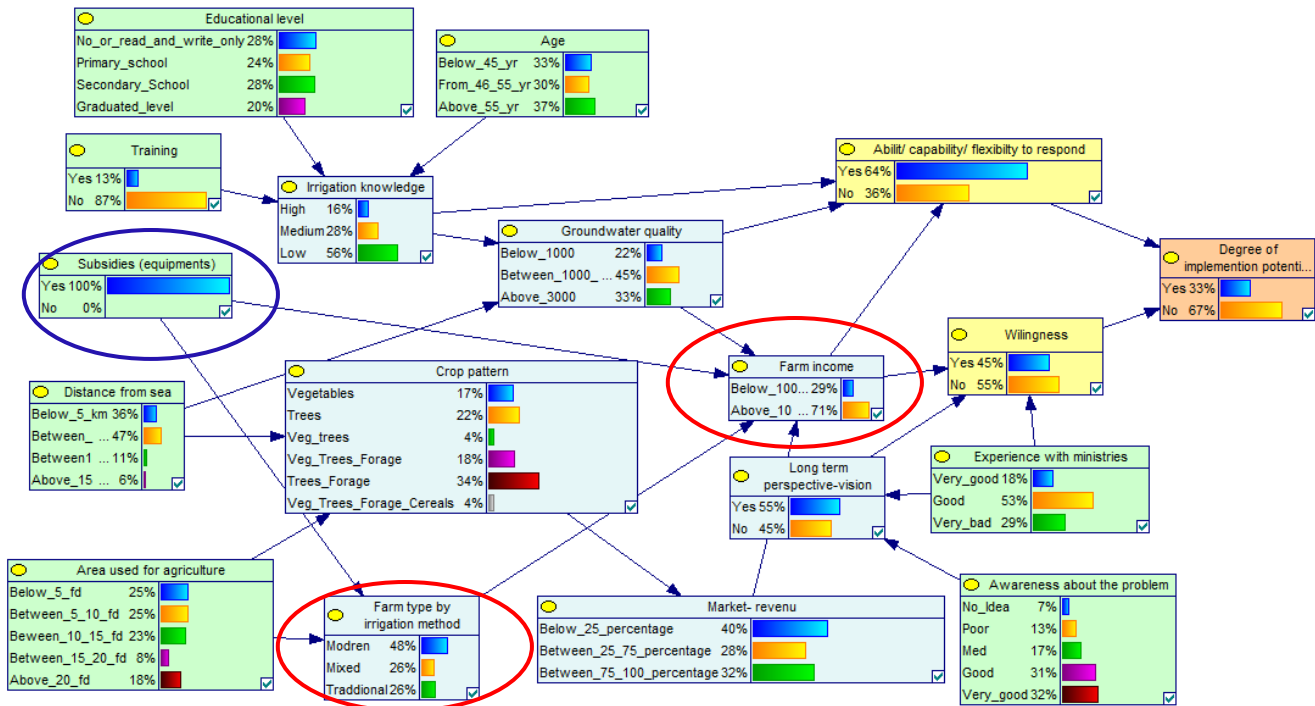 Educational level
No_or_read_and_write_only 28%
Primary_school 24%
Secondary_School 28%
Graduated_level 20%
Age
Below_45_yr 33%
From_46_55_yr 30%
Above_55_yr 37%
Training
Yes 13%
No 87%
Irrigation knowledge
High 16%
Medium 28%
Low 56%
Abilit/ capability/ flexibilty to respond
Yes 64%
No 36%
Groundwater quality
Below_1000 22%
Between_1000_ ... 45%
Above_3000 33%
Degree of
implemention potenti...
Yes 33%
No 67%
Subsidies (equipments)
Yes 100%
No 0%
Wilingness
Yes 45%
No 55%
Farm income
Below_100... 29%
Above_10 ... 71%
Crop pattern
Vegetables 17%
Trees 22%
Veg_trees 4%
Veg_Trees_Forage 18%
Trees_Forage 34%
Veg_Trees_Forage_Cereals 4%
Distance from sea
Below_5_km 36%
Between_ ... 47%
Between1 ... 11%
Above_15 ... 6%
Long term
perspective-vision
Yes 55%
No 45%
Experience with ministries
Very_good 18%
Good 53%
Very_bad 29%
Area used for agriculture
Below_5_fd 25%
Between_5_10_fd 25%
Beween_10_15_fd 23%
Between_15_20_fd 8%
Above_20_fd 18%
Farm type by
irrigation method
Modren 48%
Mixed 26%
Traddional 26%
Market- revenu
Below_25_percentage 40%
Between_25_75_percentage 28%
Between_75_100_percentage 32%
Awareness about the problem
No_Idea 7%
Poor 13%
Med 17%
Good 31%
Very_good 32%